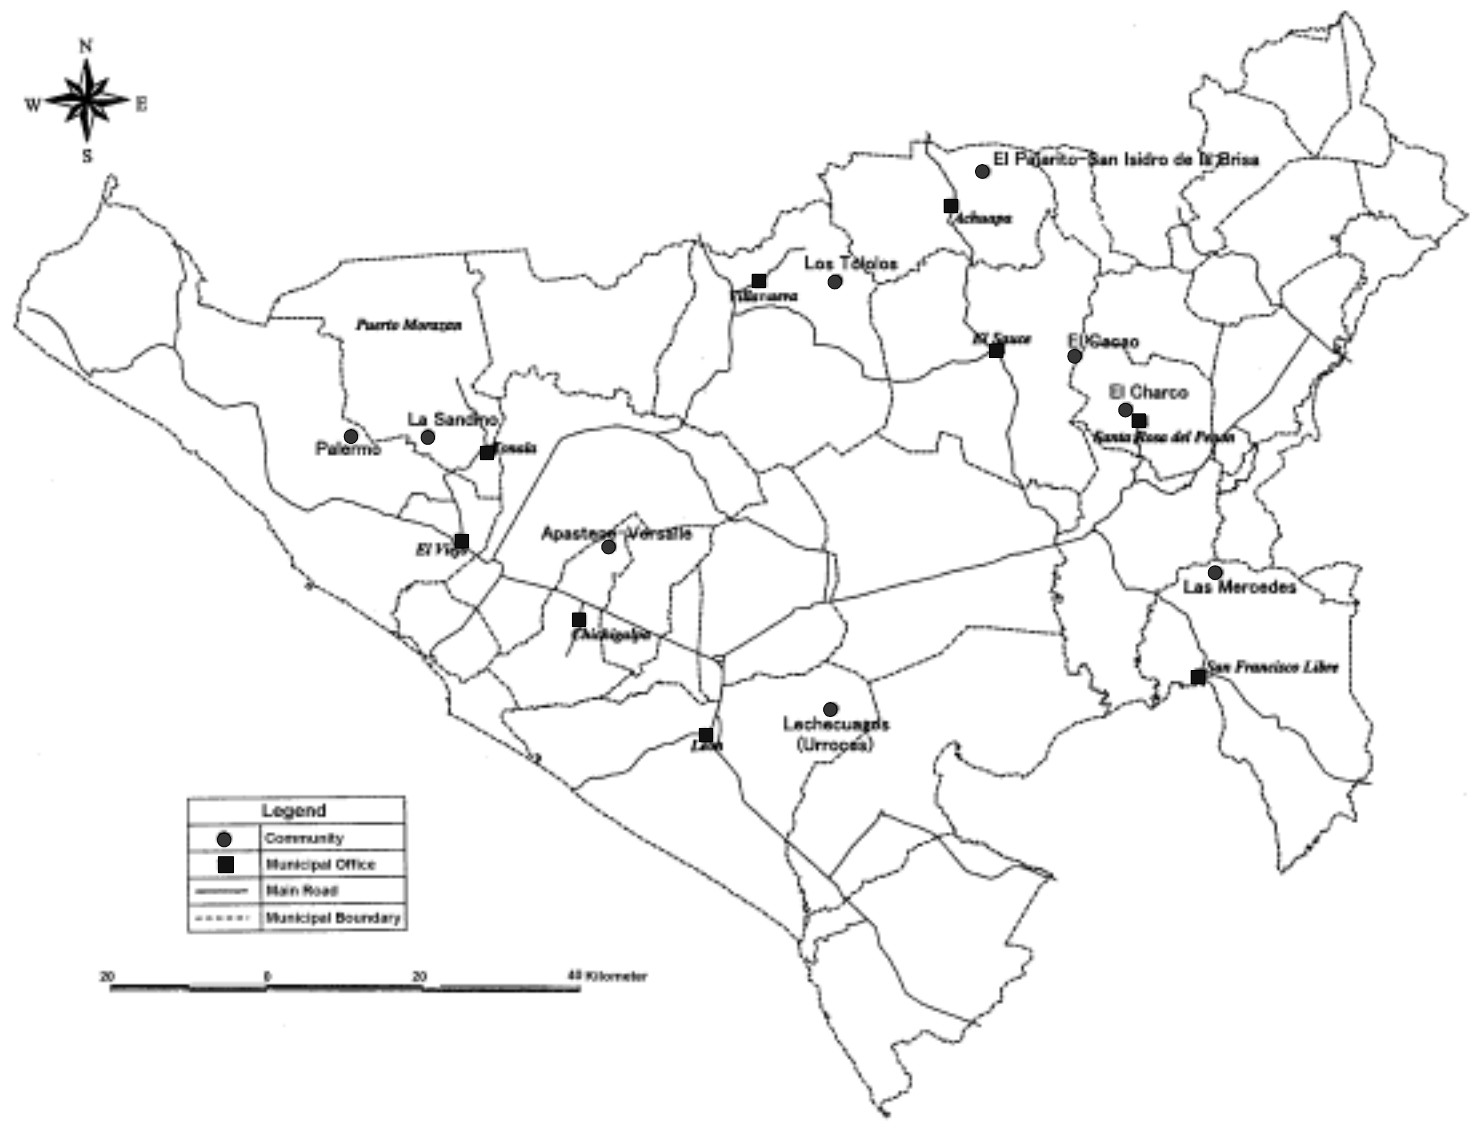 N
W E
S
El Pajarito-San Isidro de la Brisa
Achuapa
Los Tololos
Villanueva
Puerto Morazan
El Sauce
El Cacao
El Charco
La Sandino
Santa Rosa del Penon
Palermo
Tonala
Apastepe-Versalle
El Viejo
Las Mercedes
Chichigalpa
San Francisco Libre
Lechecuagos
(Urroces)
Leon
Legend
Community
Municipal Office
Main Road
Municipal Boundary
20 0 20 40 Kilometer